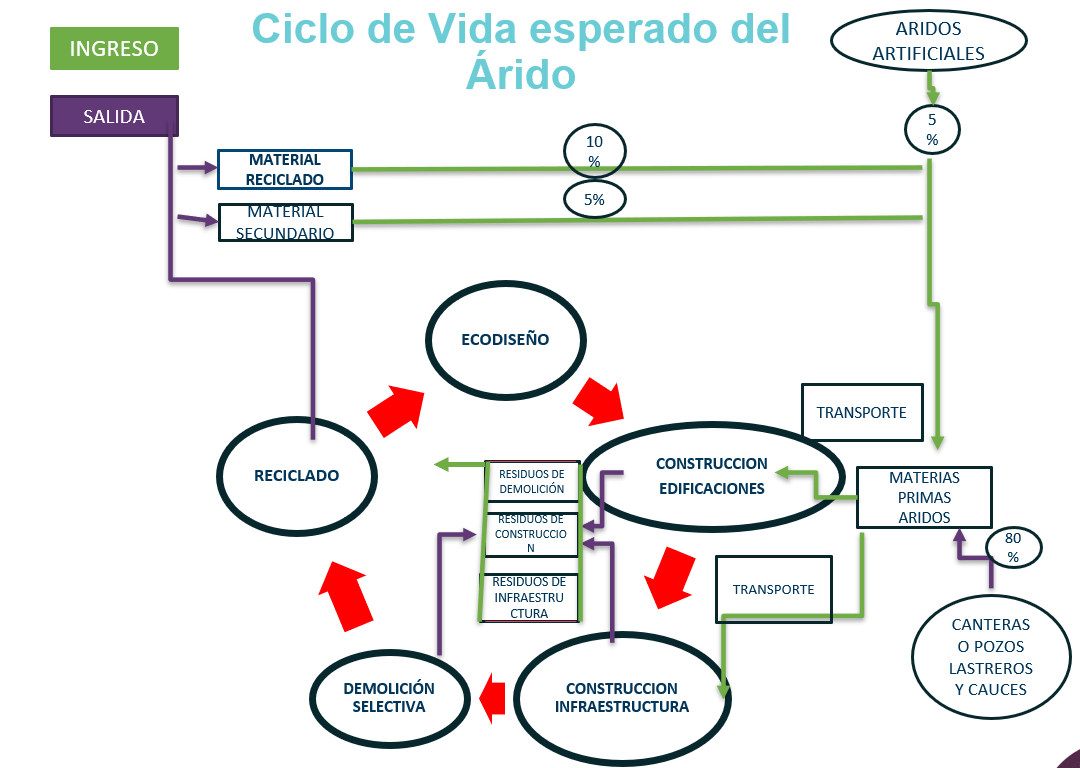 Ciclo de Vida esperado del
Árido
INGRESO
SALIDA
ARIDOS
ARTIFICIALES
5
%
10
%
MATERIAL
RECICLADO
5%
MATERIAL
SECUNDARIO
ECODISEÑO
TRANSPORTE
RECICLADO
RESIDUOS DE
DEMOLICIÓN
CONSTRUCCION
EDIFICACIONES
MATERIAS
PRIMAS
ARIDOS
RESIDUOS DE
CONSTRUCCIO
N
80
%
RESIDUOS DE
INFRAESTRU
CTURA
TRANSPORTE
CANTERAS
O POZOS
LASTREROS
Y CAUCES
DEMOLICIÓN
SELECTIVA
CONSTRUCCION
INFRAESTRUCTURA